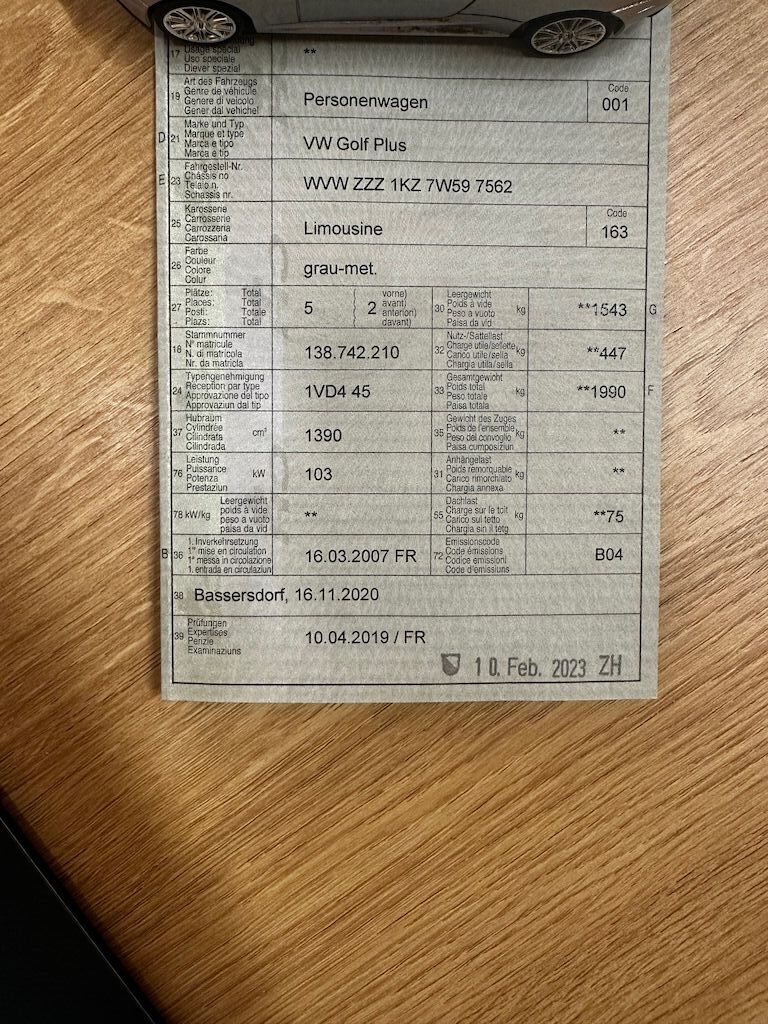 17 Usage spécial
Uso speciale
Diever spezial
**
19 Art des Fahrzeugs
Genre de véhicule
Genere di veicolo
Gener dal vehichel
Personenwagen
Code
001
D 21 Marke und Typ
Marque et type
Marca e tipo
Marca e tip
VW Golf Plus
E 23 Fahrgestell-Nr.
Châssis no
Telaio n.
Schassis nr.
WVW ZZZ 1KZ 7W59 7562
25 Karosserie
Carrosserie
Carrozzeria
Carossaria
Limousine
Code
163
26 Farbe
Couleur
Colore
Colur
grau-met.
27 Plätze: Total
Places: Total
Posti: Totale
Plazs: Total
5
2
vorne)
avant)
anteriori)
davant)
30 Leergewicht
Poids à vide
Peso a vuoto
Paisa da vid
kg
**1543 G
18 Stammnummer
N° matricule
N. di matricola
Nr. da matricla
138.742.210
32 Nutz-/Sattellast
Charge utile/sellette
Carico utile/sella
Chargia utila/sella
kg
**447
24 Typengenehmigung
Réception par type
Approvazione del tipo
Approvaziun dal tip
1VD4 45
33 Gesamtgewicht
Poids total
Peso totale
Paisa totala
kg
**1990 F
37 Hubraum
Cylindrée
Cilindrata
Cilindrada
cm³
1390
35 Gewicht des Zuges
Poids de l'ensemble
Peso del convoglio
Paisa cumposiziun
kg
**
76 Leistung
Puissance
Potenza
Prestaziun
kW
103
31 Anhängelast
Poids remorquable
Carico rimorchiato
Chargia annexa
kg
**
78 kW/kg
Leergewicht
poids à vide
peso a vuoto
paisa da vid
**
55 Dachlast
Charge sur le toit
Carico sul tetto
Chargia sin il tetg
kg
**75
B 36 1. Inverkehrsetzung
1re mise en circulation
1a messa in circolazione
1. entrada en circulaziun
16.03.2007 FR
72 Emissionscode
Code émissions
Codice emissioni
Code d'emissiuns
B04
38 Bassersdorf, 16.11.2020
39 Prüfungen
Expertises
Perizie
Examinaziuns
10.04.2019 / FR
10. Feb. 2023 ZH